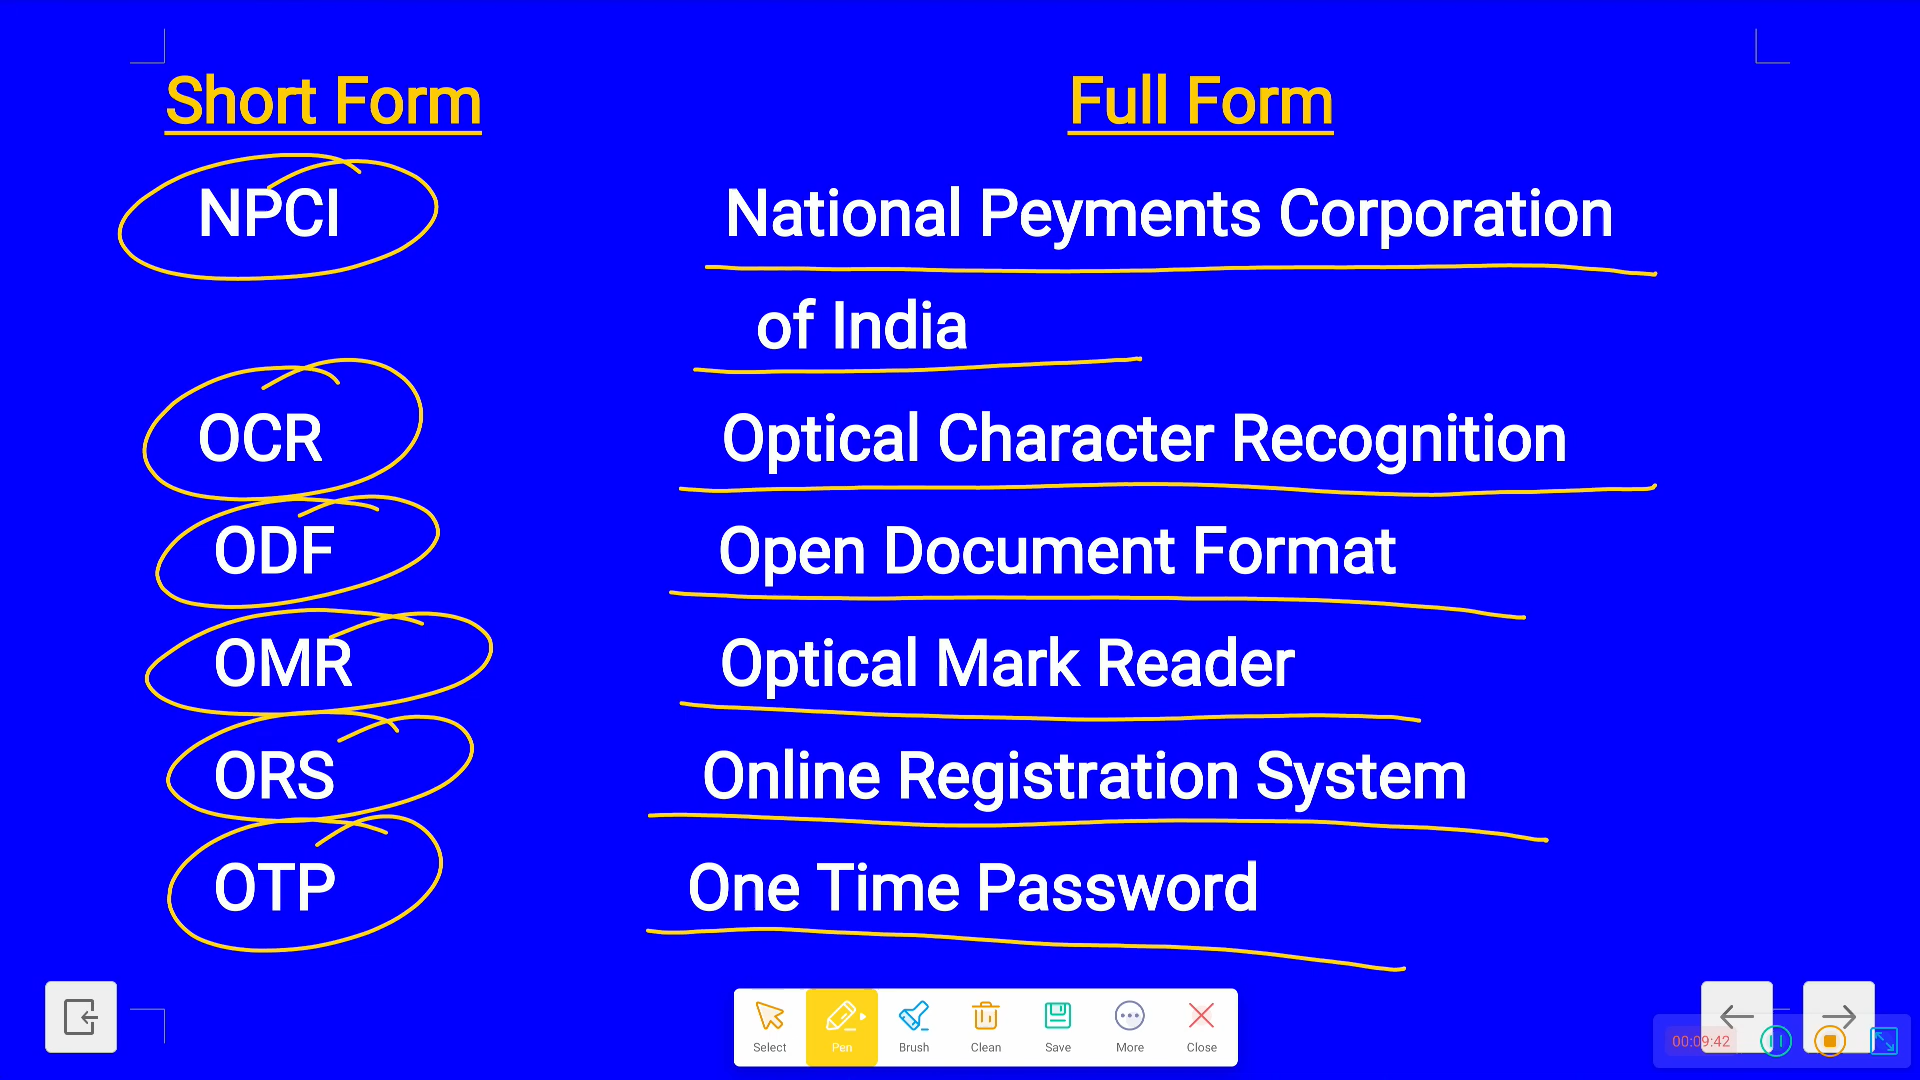 Short Form Full Form
NPCI National Peyments Corporation
of India
OCR Optical Character Recognition
ODF Open Document Format
OMR Optical Mark Reader
ORS Online Registration System
OTP One Time Password
Select Pen Brush Clean Save More Close
00:09:42